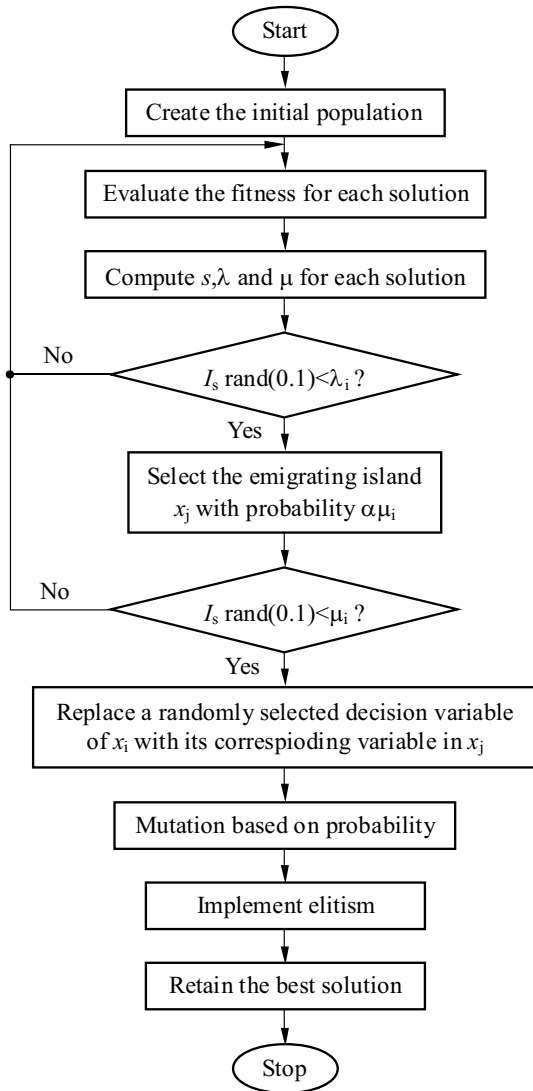 Start
Create the initial population
Evaluate the fitness for each solution
Compute s,λ and μ for each solution
No
Is rand(0.1)<λi ?
Yes
Select the emigrating island
xj with probability αμi
No
Is rand(0.1)<μi ?
Yes
Replace a randomly selected decision variable
of xi with its correspioding variable in xj
Mutation based on probability
Implement elitism
Retain the best solution
Stop